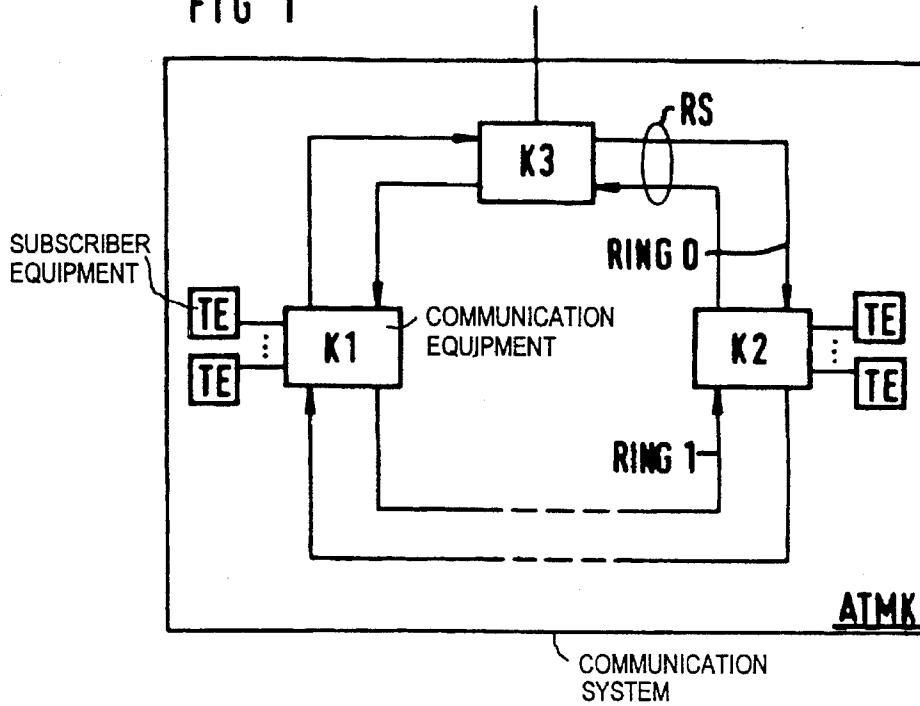 FIG 1
RS
K3
SUBSCRIBER
EQUIPMENT
RING 0
TE
COMMUNICATION
EQUIPMENT
K1
K2
TE
TE
TE
RING 1
ATMK
COMMUNICATION
SYSTEM